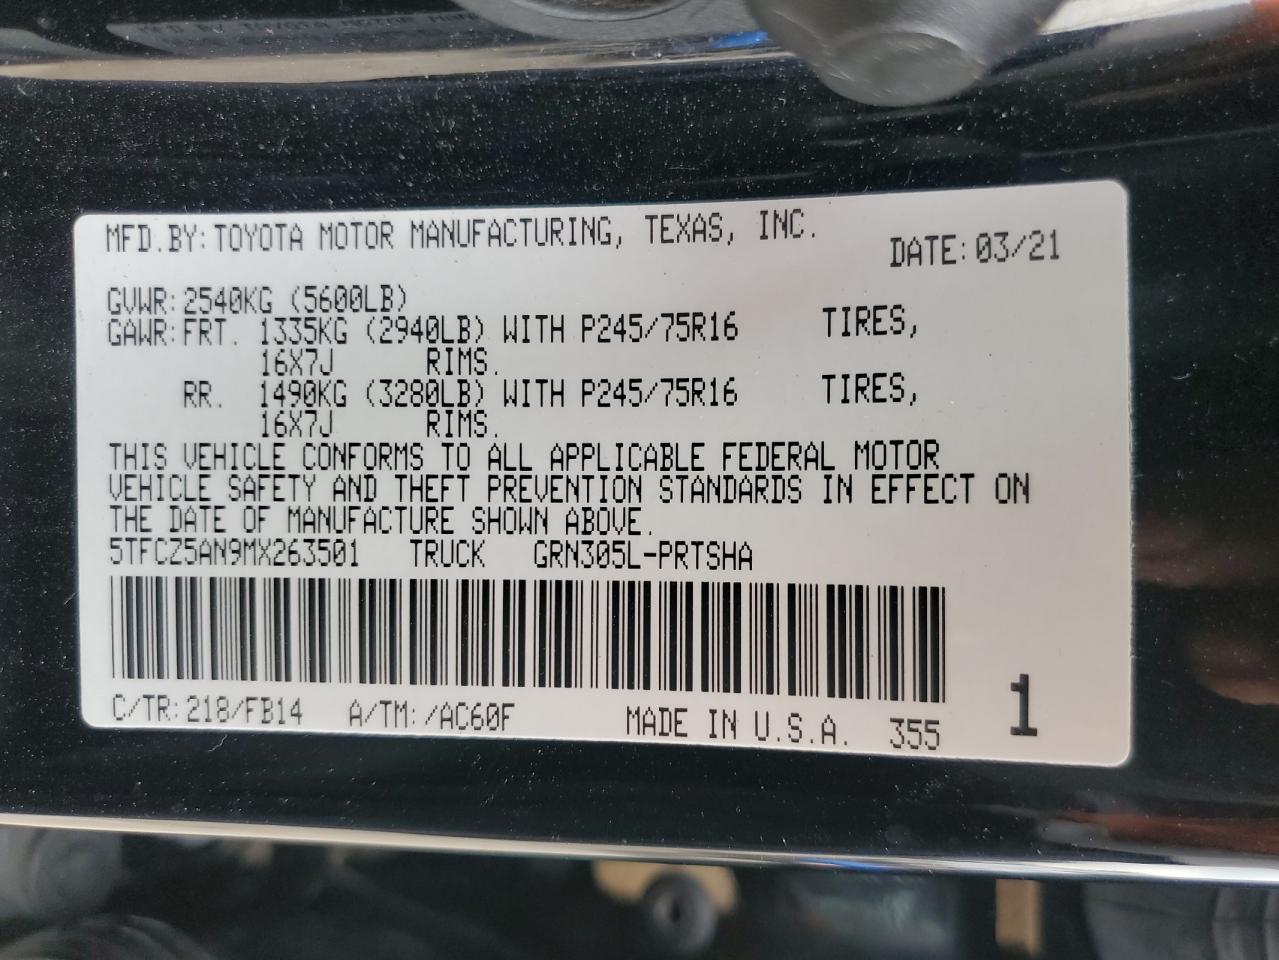 MFD.BY:TOYOTA MOTOR MANUFACTURING, TEXAS, INC.
DATE:03/21
GVWR:2540KG (5600LB)
GAWR:FRT. 1335KG (2940LB) WITH P245/75R16 TIRES,
16X7J RIMS.
RR. 1490KG (3280LB) WITH P245/75R16 TIRES,
16X7J RIMS.
THIS VEHICLE CONFORMS TO ALL APPLICABLE FEDERAL MOTOR
VEHICLE SAFETY AND THEFT PREVENTION STANDARDS IN EFFECT ON
THE DATE OF MANUFACTURE SHOWN ABOVE.
5TFCZ5AN9MX263501 TRUCK GRN305L-PRTSHA
C/TR:218/FB14 A/TM:/AC60F MADE IN U.S.A. 355 1